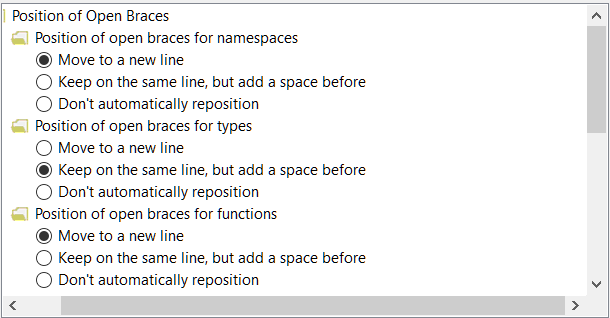 Position of Open Braces
Position of open braces for namespaces
Move to a new line
Keep on the same line, but add a space before
Don't automatically reposition
Position of open braces for types
Move to a new line
Keep on the same line, but add a space before
Don't automatically reposition
Position of open braces for functions
Move to a new line
Keep on the same line, but add a space before
Don't automatically reposition